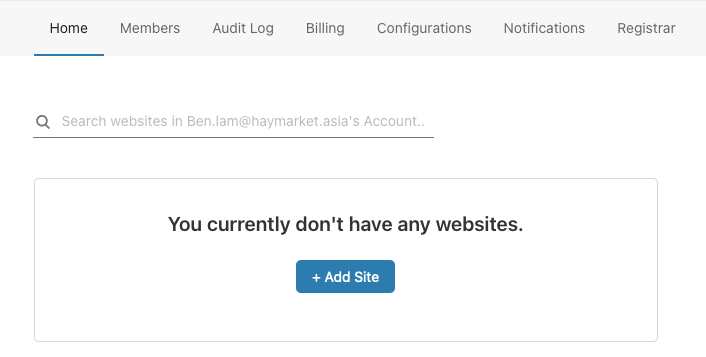 Home Members Audit Log Billing Configurations Notifications Registrar
Search websites in Ben.lam@haymarket.asia's Account..
You currently don't have any websites.
+ Add Site